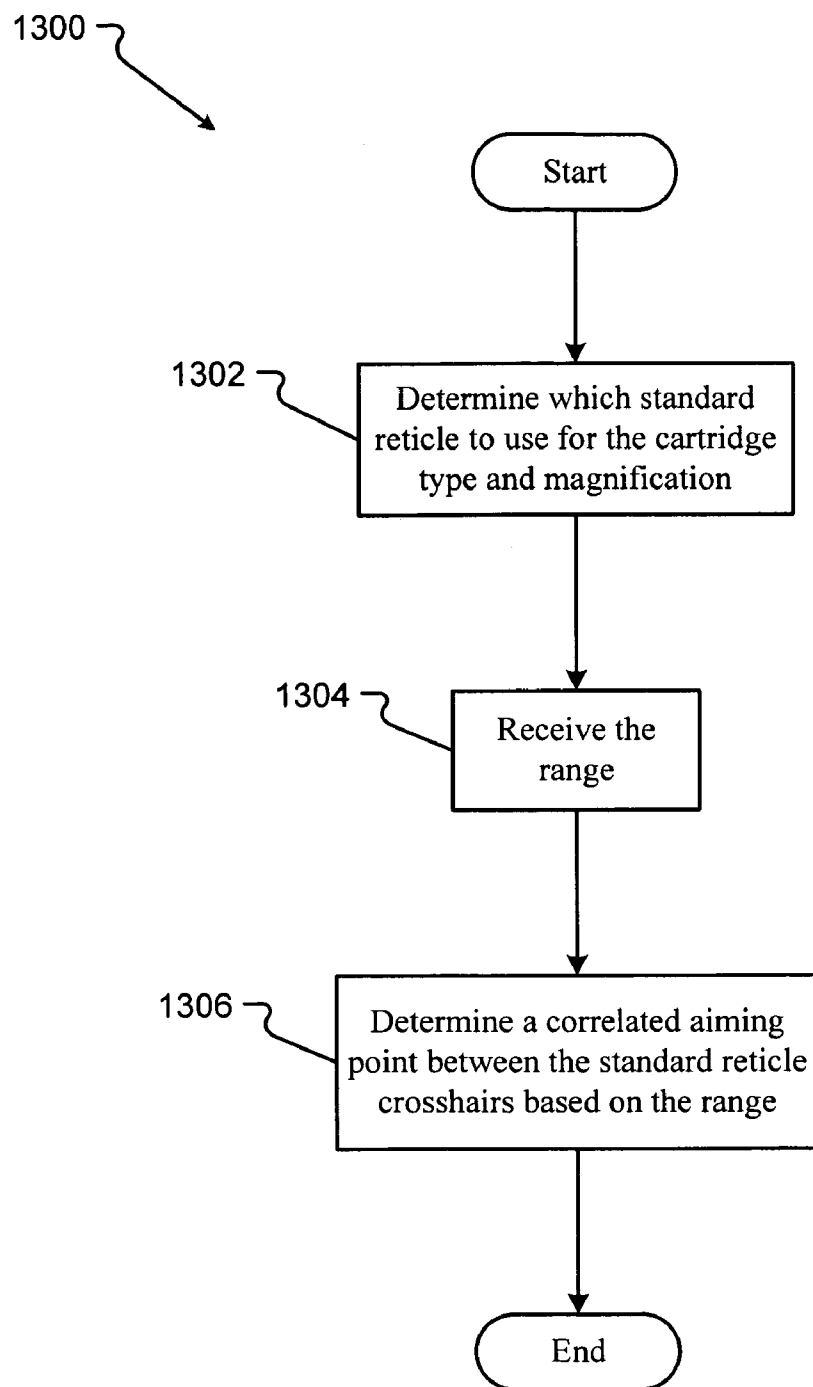 1300
Start
1302
Determine which standard
reticle to use for the cartridge
type and magnification
1304
Receive the
range
1306
Determine a correlated aiming
point between the standard reticle
crosshairs based on the range
End